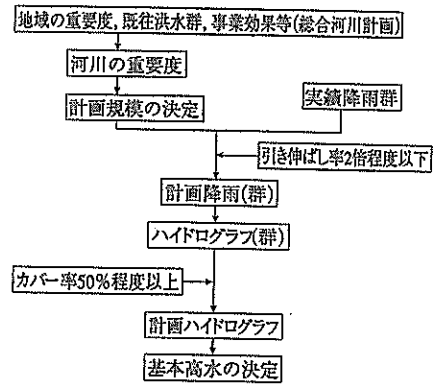 地域の重要度, 既往洪水群, 事業効果等(総合河川計画)
河川の重要度
計画規模の決定
実績降雨群
引き伸ばし率2倍程度以下
計画降雨(群)
ハイドログラフ(群)
カバー率50%程度以上
計画ハイドログラフ
基本高水の決定